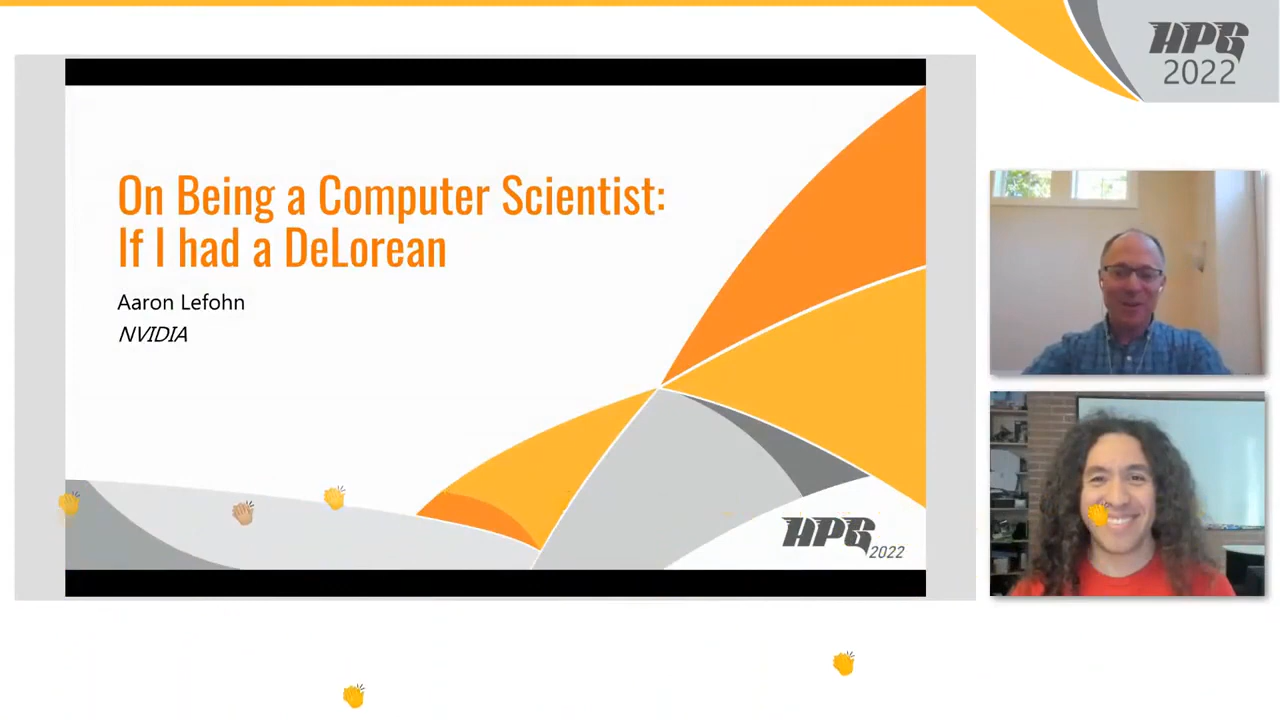 HPG
2022
On Being a Computer Scientist:
If I had a DeLorean
Aaron Lefohn
NVIDIA
HPG
2022